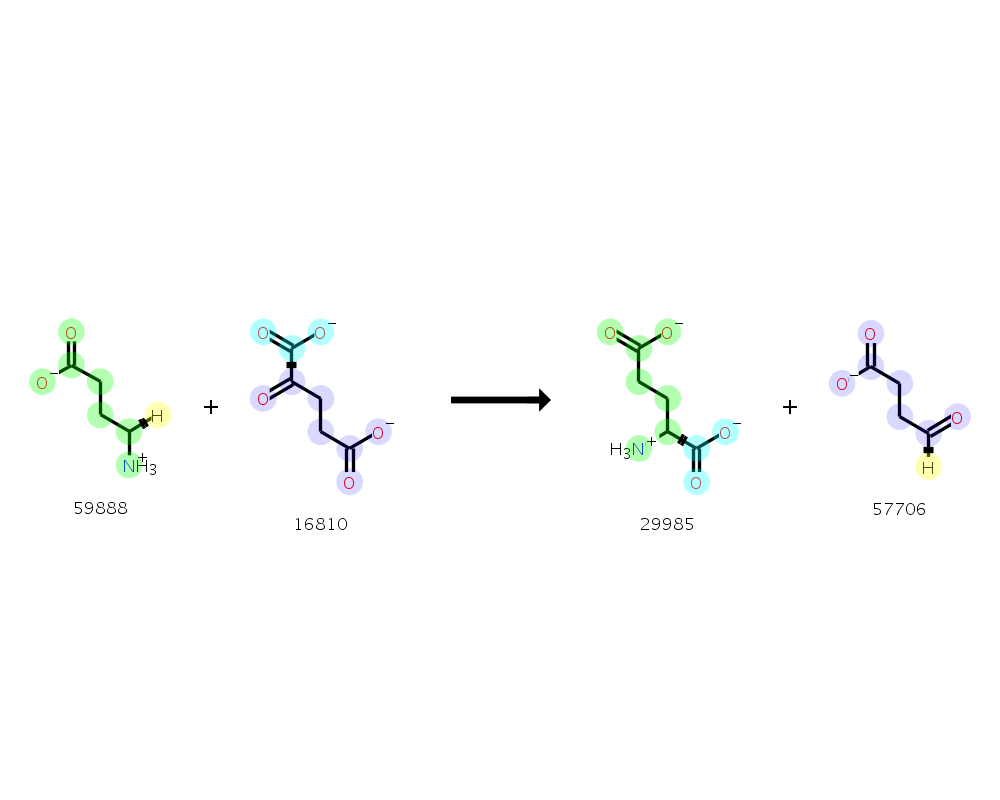 O O O⁻ O O⁻ O
O⁻ H + O O⁻ + O⁻ O
NH₃⁺ O H₃N⁺ O⁻ O H
59888 16810 29985 57706